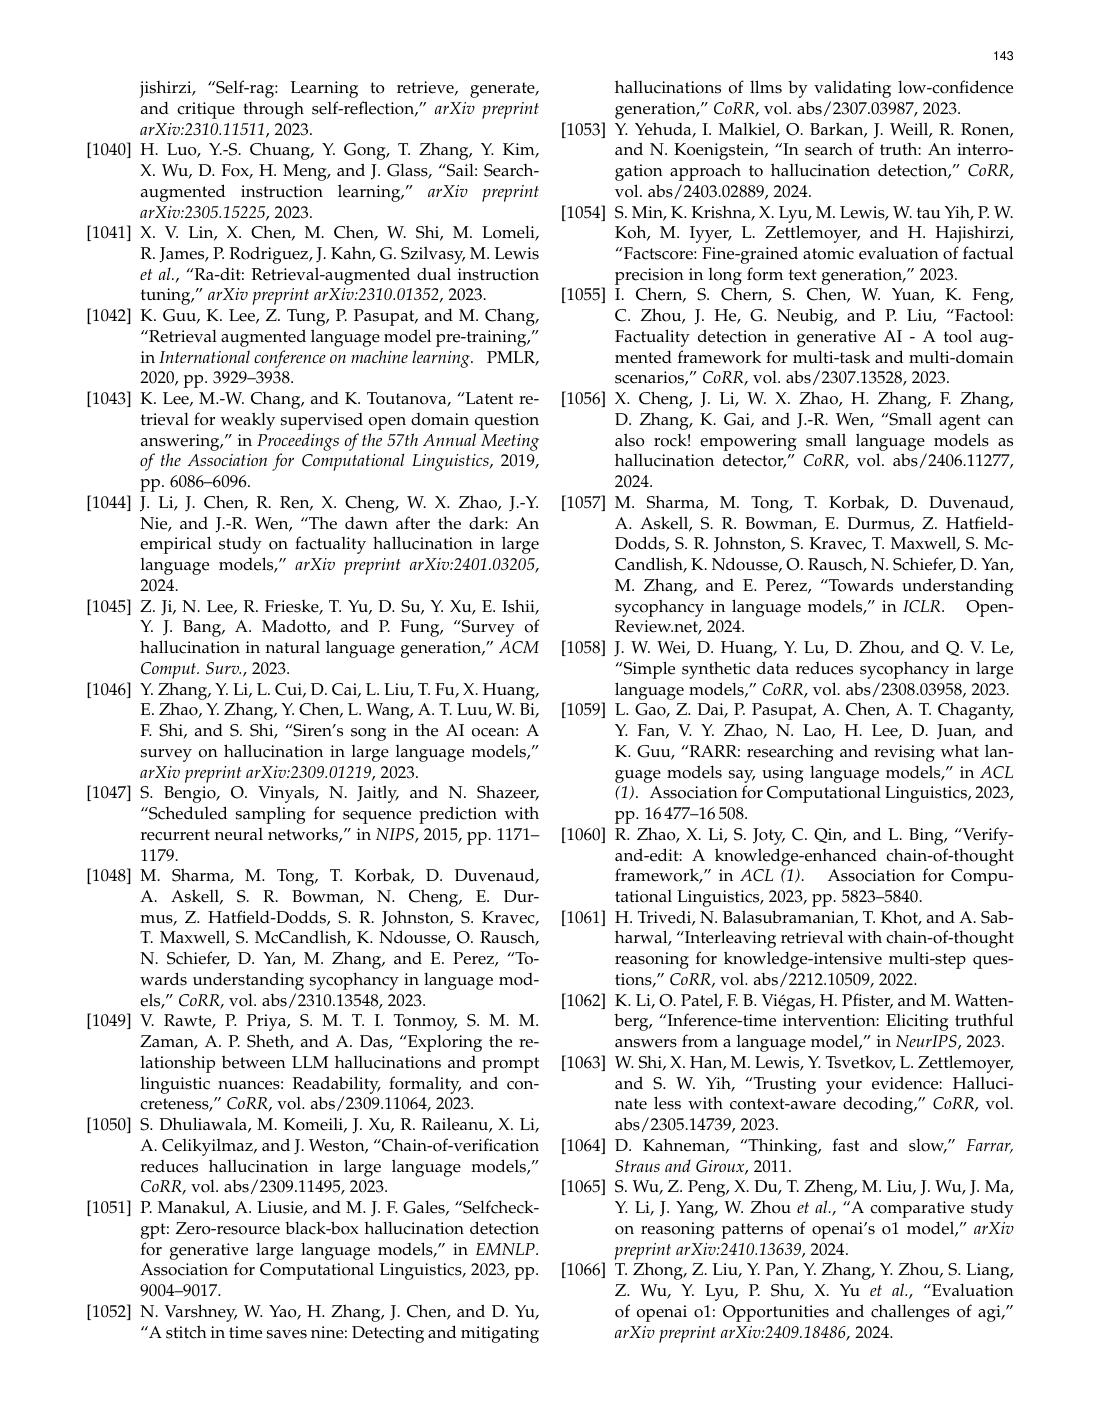 143
jishirzi, “Self-rag: Learning to retrieve, generate,
and critique through self-reflection,” arXiv preprint
arXiv:2310.11511, 2023.
[1040] H. Luo, Y.-S. Chuang, Y. Gong, T. Zhang, Y. Kim,
X. Wu, D. Fox, H. Meng, and J. Glass, “Sail: Search-
augmented instruction learning,” arXiv preprint
arXiv:2305.15225, 2023.
[1041] X. V. Lin, X. Chen, M. Chen, W. Shi, M. Lomeli,
R. James, P. Rodriguez, J. Kahn, G. Szilvasy, M. Lewis
et al., “Ra-dit: Retrieval-augmented dual instruction
tuning,” arXiv preprint arXiv:2310.01352, 2023.
[1042] K. Guu, K. Lee, Z. Tung, P. Pasupat, and M. Chang,
“Retrieval augmented language model pre-training,”
in International conference on machine learning. PMLR,
2020, pp. 3929–3938.
[1043] K. Lee, M.-W. Chang, and K. Toutanova, “Latent re-
trieval for weakly supervised open domain question
answering,” in Proceedings of the 57th Annual Meeting
of the Association for Computational Linguistics, 2019,
pp. 6086–6096.
[1044] J. Li, J. Chen, R. Ren, X. Cheng, W. X. Zhao, J.-Y.
Nie, and J.-R. Wen, “The dawn after the dark: An
empirical study on factuality hallucination in large
language models,” arXiv preprint arXiv:2401.03205,
2024.
[1045] Z. Ji, N. Lee, R. Frieske, T. Yu, D. Su, Y. Xu, E. Ishii,
Y. J. Bang, A. Madotto, and P. Fung, “Survey of
hallucination in natural language generation,” ACM
Comput. Surv., 2023.
[1046] Y. Zhang, Y. Li, L. Cui, D. Cai, L. Liu, T. Fu, X. Huang,
E. Zhao, Y. Zhang, Y. Chen, L. Wang, A. T. Luu, W. Bi,
F. Shi, and S. Shi, “Siren’s song in the AI ocean: A
survey on hallucination in large language models,”
arXiv preprint arXiv:2309.01219, 2023.
[1047] S. Bengio, O. Vinyals, N. Jaitly, and N. Shazeer,
“Scheduled sampling for sequence prediction with
recurrent neural networks,” in NIPS, 2015, pp. 1171–
1179.
[1048] M. Sharma, M. Tong, T. Korbak, D. Duvenaud,
A. Askell, S. R. Bowman, N. Cheng, E. Dur-
mus, Z. Hatfield-Dodds, S. R. Johnston, S. Kravec,
T. Maxwell, S. McCandlish, K. Ndousse, O. Rausch,
N. Schiefer, D. Yan, M. Zhang, and E. Perez, “To-
wards understanding sycophancy in language mod-
els,” CoRR, vol. abs/2310.13548, 2023.
[1049] V. Rawte, P. Priya, S. M. T. I. Tonmoy, S. M. M.
Zaman, A. P. Sheth, and A. Das, “Exploring the re-
lationship between LLM hallucinations and prompt
linguistic nuances: Readability, formality, and con-
creteness,” CoRR, vol. abs/2309.11064, 2023.
[1050] S. Dhuliawala, M. Komeili, J. Xu, R. Raileanu, X. Li,
A. Celikyilmaz, and J. Weston, “Chain-of-verification
reduces hallucination in large language models,”
CoRR, vol. abs/2309.11495, 2023.
[1051] P. Manakul, A. Liusie, and M. J. F. Gales, “Selfcheck-
gpt: Zero-resource black-box hallucination detection
for generative large language models,” in EMNLP.
Association for Computational Linguistics, 2023, pp.
9004–9017.
[1052] N. Varshney, W. Yao, H. Zhang, J. Chen, and D. Yu,
“A stitch in time saves nine: Detecting and mitigating
hallucinations of llms by validating low-confidence
generation,” CoRR, vol. abs/2307.03987, 2023.
[1053] Y. Yehuda, I. Malkiel, O. Barkan, J. Weill, R. Ronen,
and N. Koenigstein, “In search of truth: An interro-
gation approach to hallucination detection,” CoRR,
vol. abs/2403.02889, 2024.
[1054] S. Min, K. Krishna, X. Lyu, M. Lewis, W. tau Yih, P. W.
Koh, M. Iyyer, L. Zettlemoyer, and H. Hajishirzi,
“Factscore: Fine-grained atomic evaluation of factual
precision in long form text generation,” 2023.
[1055] I. Chern, S. Chern, S. Chen, W. Yuan, K. Feng,
C. Zhou, J. He, G. Neubig, and P. Liu, “Factool:
Factuality detection in generative AI - A tool aug-
mented framework for multi-task and multi-domain
scenarios,” CoRR, vol. abs/2307.13528, 2023.
[1056] X. Cheng, J. Li, W. X. Zhao, H. Zhang, F. Zhang,
D. Zhang, K. Gai, and J.-R. Wen, “Small agent can
also rock! empowering small language models as
hallucination detector,” CoRR, vol. abs/2406.11277,
2024.
[1057] M. Sharma, M. Tong, T. Korbak, D. Duvenaud,
A. Askell, S. R. Bowman, E. Durmus, Z. Hatfield-
Dodds, S. R. Johnston, S. Kravec, T. Maxwell, S. Mc-
Candlish, K. Ndousse, O. Rausch, N. Schiefer, D. Yan,
M. Zhang, and E. Perez, “Towards understanding
sycophancy in language models,” in ICLR. Open-
Review.net, 2024.
[1058] J. W. Wei, D. Huang, Y. Lu, D. Zhou, and Q. V. Le,
“Simple synthetic data reduces sycophancy in large
language models,” CoRR, vol. abs/2308.03958, 2023.
[1059] L. Gao, Z. Dai, P. Pasupat, A. Chen, A. T. Chaganty,
Y. Fan, V. Y. Zhao, N. Lao, H. Lee, D. Juan, and
K. Guu, “RARR: researching and revising what lan-
guage models say, using language models,” in ACL
(1). Association for Computational Linguistics, 2023,
pp. 16 477–16 508.
[1060] R. Zhao, X. Li, S. Joty, C. Qin, and L. Bing, “Verify-
and-edit: A knowledge-enhanced chain-of-thought
framework,” in ACL (1). Association for Compu-
tational Linguistics, 2023, pp. 5823–5840.
[1061] H. Trivedi, N. Balasubramanian, T. Khot, and A. Sab-
harwal, “Interleaving retrieval with chain-of-thought
reasoning for knowledge-intensive multi-step ques-
tions,” CoRR, vol. abs/2212.10509, 2022.
[1062] K. Li, O. Patel, F. B. Viégas, H. Pfister, and M. Watten-
berg, “Inference-time intervention: Eliciting truthful
answers from a language model,” in NeurIPS, 2023.
[1063] W. Shi, X. Han, M. Lewis, Y. Tsvetkov, L. Zettlemoyer,
and S. W. Yih, “Trusting your evidence: Halluci-
nate less with context-aware decoding,” CoRR, vol.
abs/2305.14739, 2023.
[1064] D. Kahneman, “Thinking, fast and slow,” Farrar,
Straus and Giroux, 2011.
[1065] S. Wu, Z. Peng, X. Du, T. Zheng, M. Liu, J. Wu, J. Ma,
Y. Li, J. Yang, W. Zhou et al., “A comparative study
on reasoning patterns of openai’s o1 model,” arXiv
preprint arXiv:2410.13639, 2024.
[1066] T. Zhong, Z. Liu, Y. Pan, Y. Zhang, Y. Zhou, S. Liang,
Z. Wu, Y. Lyu, P. Shu, X. Yu et al., “Evaluation
of openai o1: Opportunities and challenges of agi,”
arXiv preprint arXiv:2409.18486, 2024.